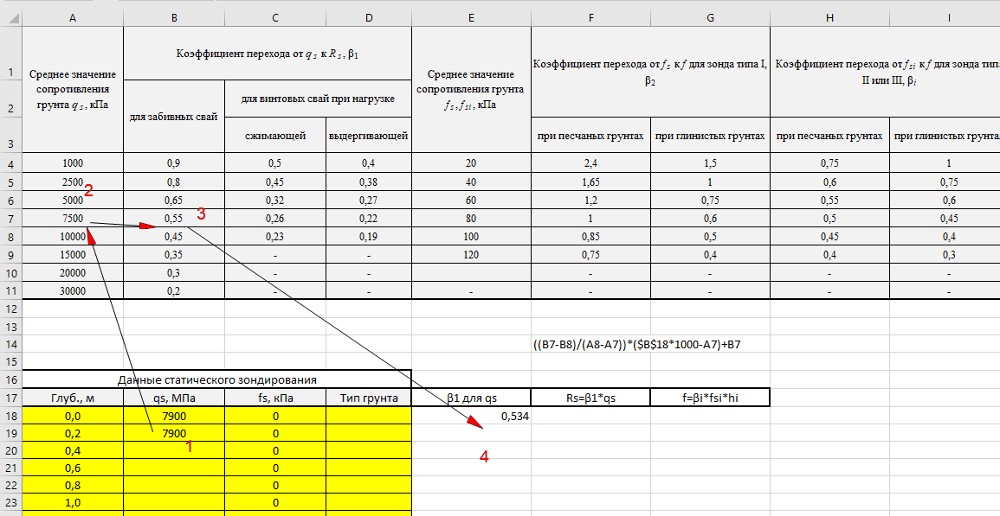 A B C D E F G H I
1 Среднее значение сопротивления грунта qs, кПа
Коэффициент перехода от qs к Rs, β1
Среднее значение сопротивления грунта fs, fsi, кПа
Коэффициент перехода от fs к f для зонда типа I, β2
Коэффициент перехода от fsi к f для зонда типа II или III, βi
2 для забивных свай
для винтовых свай при нагрузке
3 сжимающей выдергивающей при песчаных грунтах при глинистых грунтах при песчаных грунтах при глинистых грунта
4 1000 0,9 0,5 0,4 20 2,4 1,5 0,75 1
5 2500 0,8 0,45 0,38 40 1,65 1 0,6 0,75
2
6 5000 0,65 0,32 0,27 60 1,2 0,75 0,55 0,6
3
7 7500 0,55 0,26 0,22 80 1 0,6 0,5 0,45
8 10000 0,45 0,23 0,19 100 0,85 0,5 0,45 0,4
9 15000 0,35 - - 120 0,75 0,4 0,4 0,3
10 20000 0,3 - - - - - -
11 30000 0,2 - - - - - - -
12
13
14 ((B7-B8)/(A8-A7))*($B$18*1000-A7)+B7
15
16 Данные статического зондирования
17 Глуб., м qs, МПа fs, кПа Тип грунта β1 для qs Rs=β1*qs f=βi*fsi*hi
18 0,0 7900 0 0,534
19 0,2 7900 0
1
4
20 0,4 0
21 0,6 0
22 0,8 0
23 1,0 0